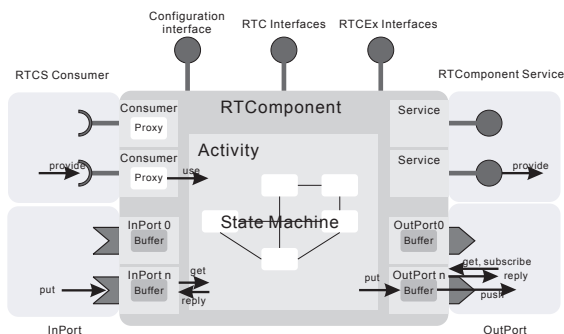 Configuration
interface
RTC Interfaces
RTCEx Interfaces
RTCS Consumer
RTComponent Service
RTComponent
Consumer
Proxy
Service
Activity
Consumer
Proxy
Service
provide
use
provide
State Machine
InPort 0
Buffer
OutPort0
Buffer
InPort n
Buffer
put
get
reply
put
OutPort n
Buffer
get, subscribe
reply
push
InPort
OutPort